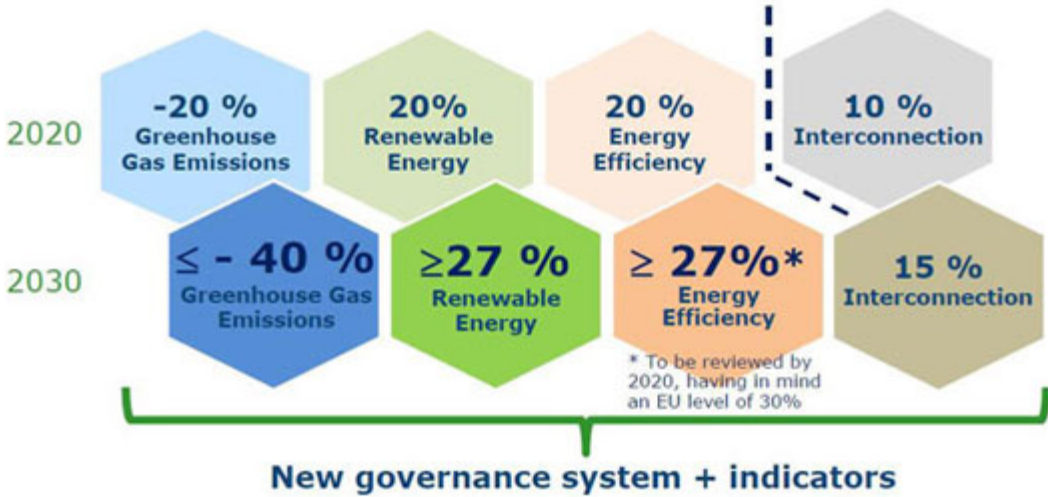 2020
-20 %
Greenhouse
Gas Emissions
20%
Renewable
Energy
20 %
Energy
Efficiency
10 %
Interconnection
2030
≤ - 40 %
Greenhouse Gas
Emissions
≥27 %
Renewable
Energy
≥ 27%*
Energy
Efficiency
* To be reviewed by
2020, having in mind
an EU level of 30%
15 %
Interconnection
New governance system + indicators